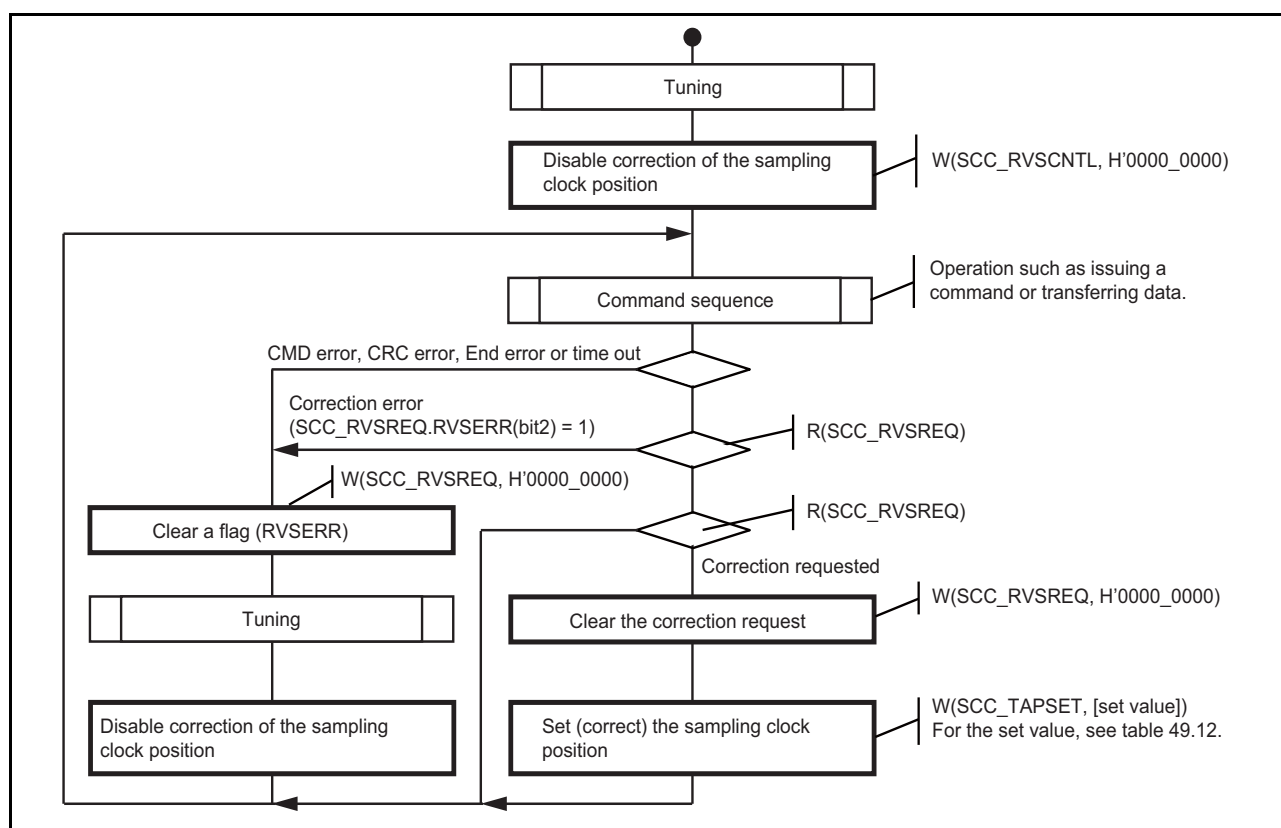 Tuning
Disable correction of the sampling
clock position
W(SCC_RVSCNTL, H'0000_0000)
Operation such as issuing a
command or transferring data.
Command sequence
CMD error, CRC error, End error or time out
Correction error
(SCC_RVSREQ.RVSERR(bit2) = 1)
R(SCC_RVSREQ)
W(SCC_RVSREQ, H'0000_0000)
R(SCC_RVSREQ)
Clear a flag (RVSERR)
Correction requested
W(SCC_RVSREQ, H'0000_0000)
Tuning
Clear the correction request
Disable correction of the sampling
clock position
Set (correct) the sampling clock
position
W(SCC_TAPSET, [set value])
For the set value, see table 49.12.